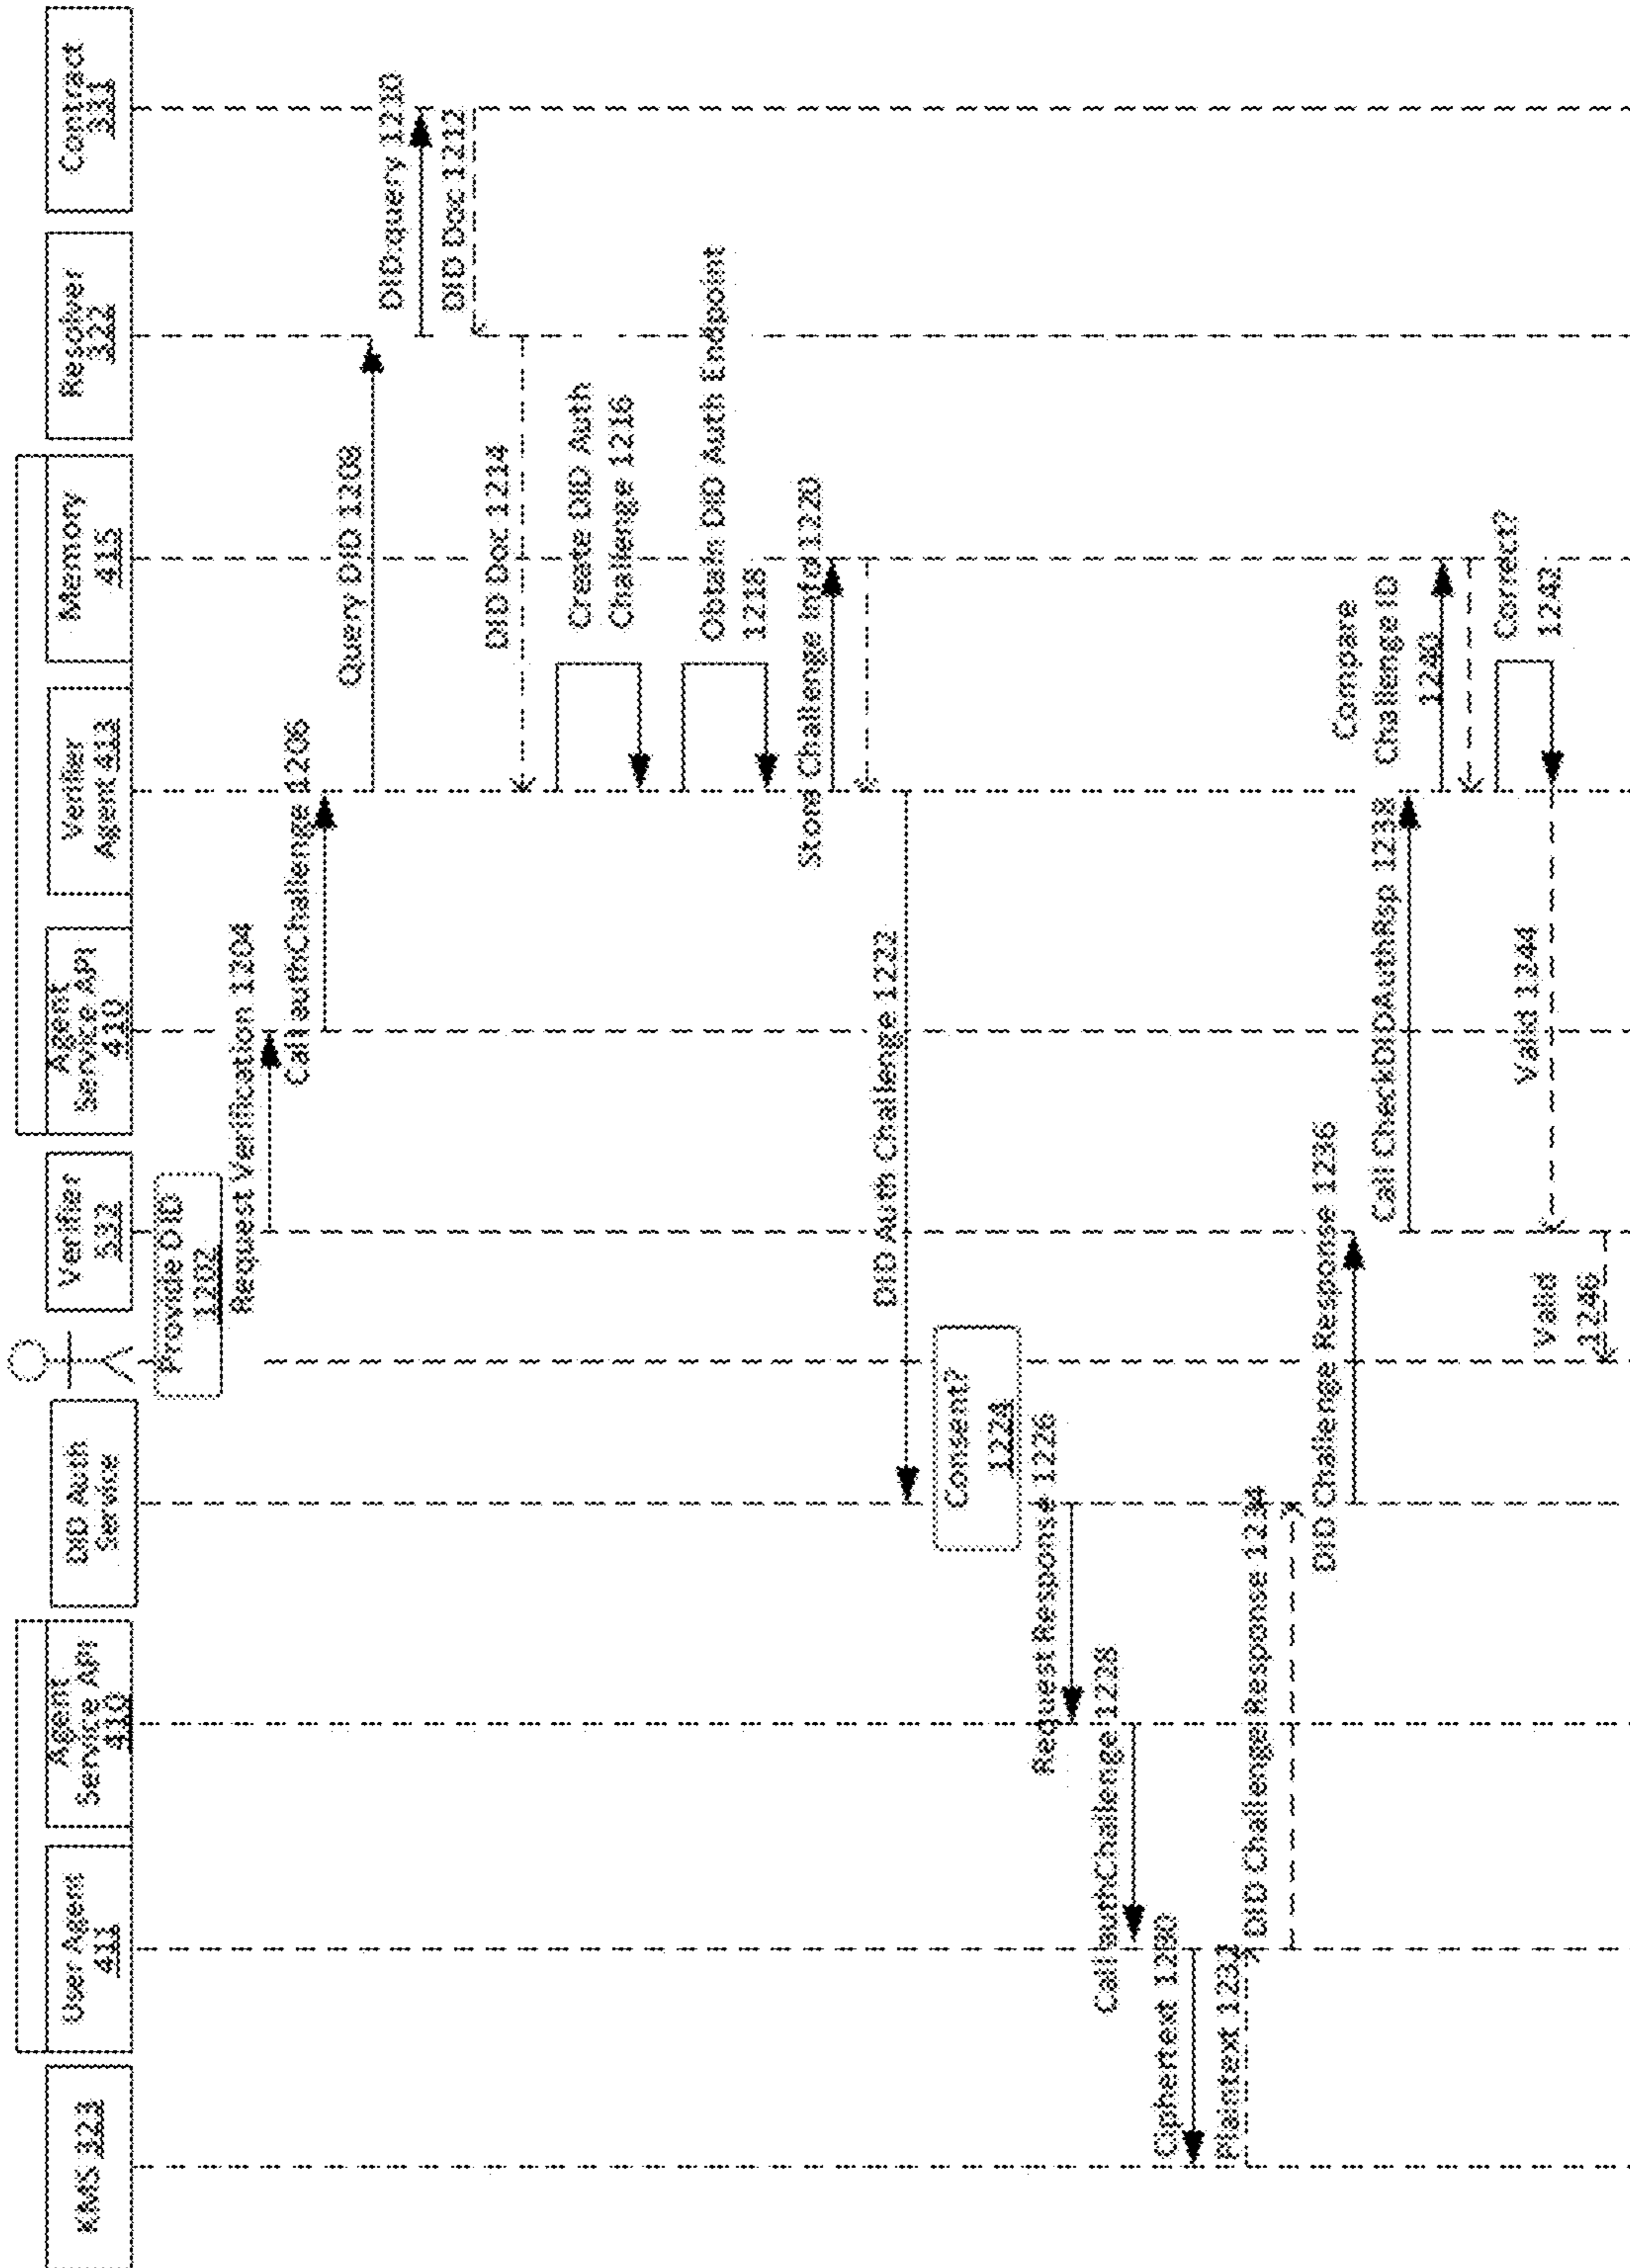 KMS 323
User Agent
411
Agent
Service API
410
DID Auth
Service
Verifier
532
Agent
Service API
410
Verifier
Agent 413
Memory
415
Resolver
322
Contract
331
Provide DID
1202
Request Verification 1204
Call authChallenge 1206
Query DID 1208
DID query 1210
DID Doc 1212
DID Doc 1214
Create DID Auth
Challenge 1216
Obtain DID Auth Endpoint
1218
Store Challenge Info 1220
DID Auth Challenge 1222
Consent?
1224
Request Response 1226
Call authChallenge 1228
Ciphertext 1230
Plaintext 1232
DID Challenge Response 1234
DID Challenge Response 1236
Call CheckDIDAuthRsp 1238
Compare
Challenge ID
1240
Correct?
1242
Valid 1244
Valid
1246